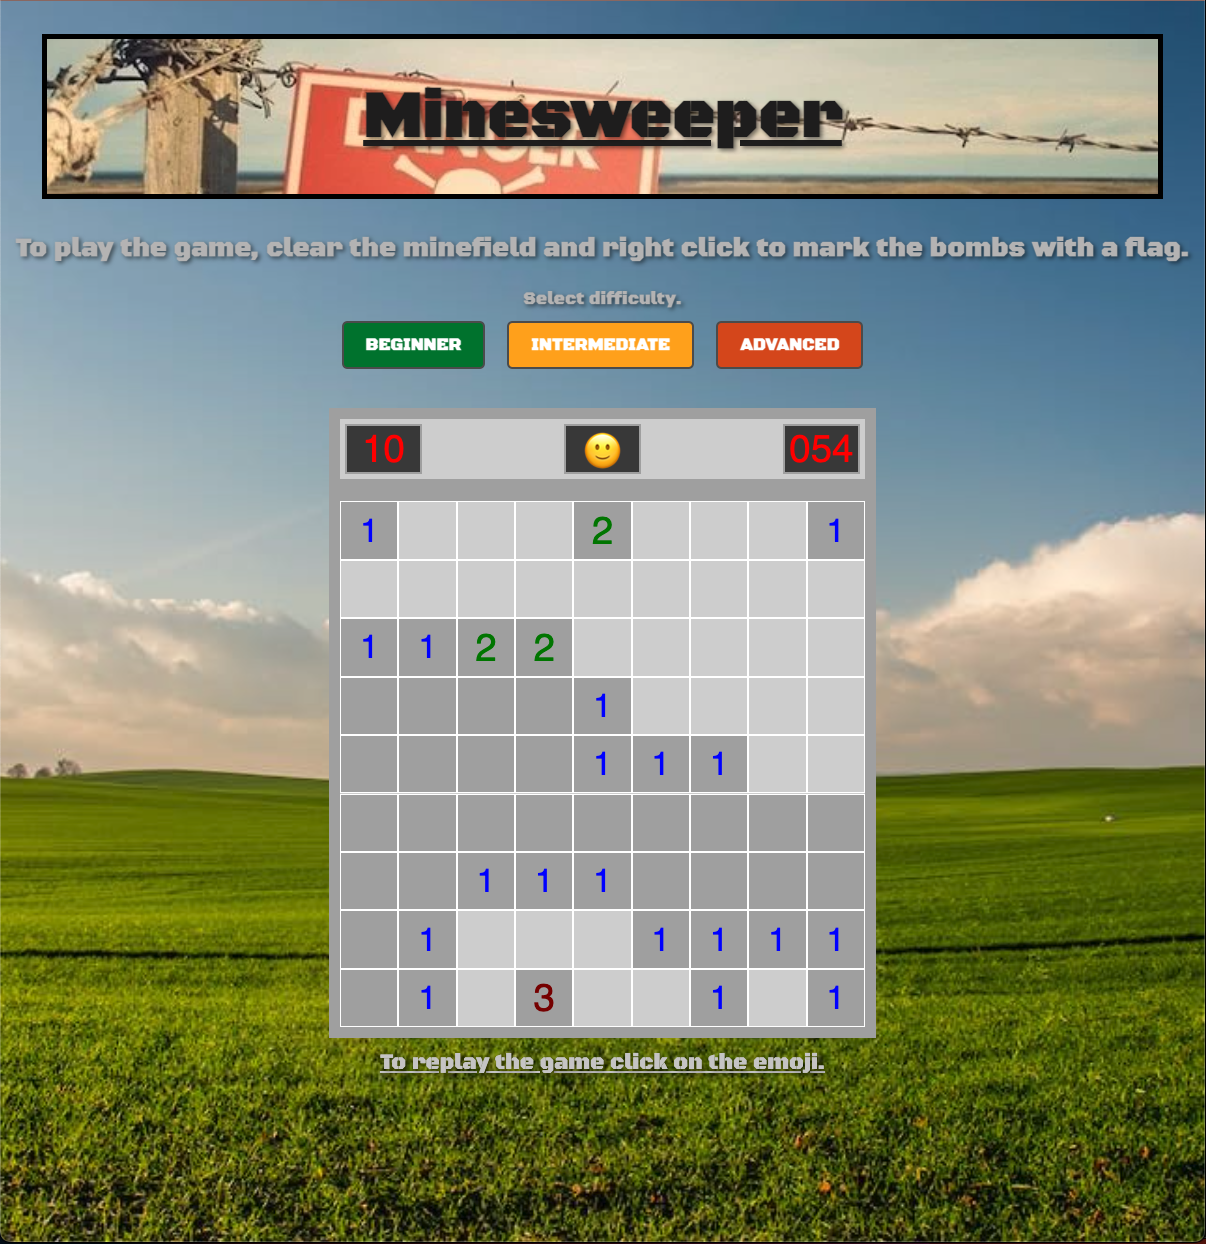 DANGER
Minesweeper
To play the game, clear the minefield and right click to mark the bombs with a flag.
Select difficulty.
BEGINNER INTERMEDIATE ADVANCED
10 054
1 2 1
1 1 2 2
1
1 1 1
1 1 1
1 1 1 1 1
1 3 1 1
To replay the game click on the emoji.